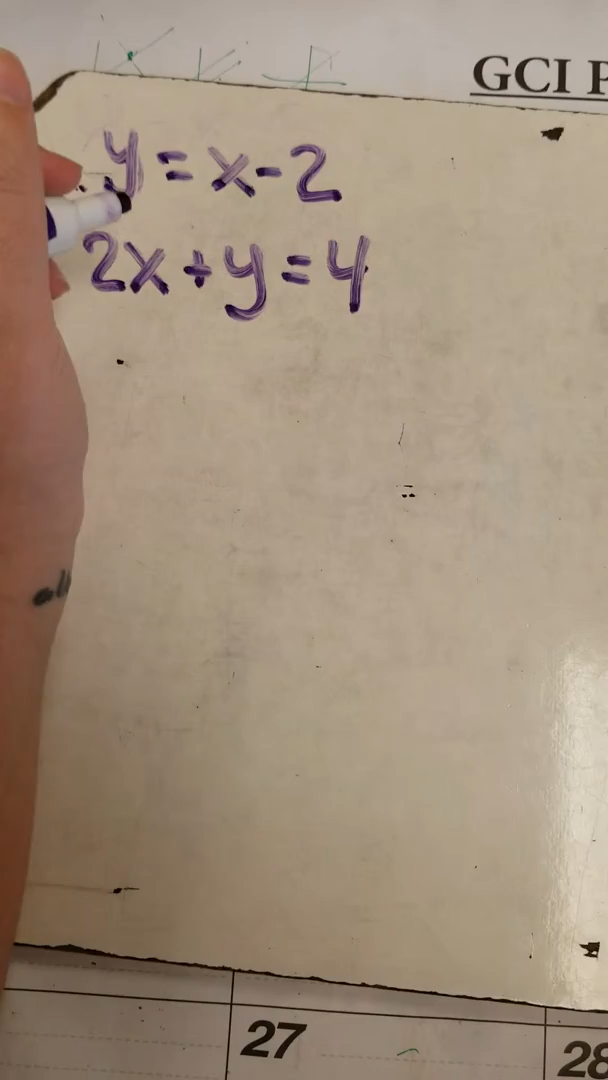 GCI P
y = x - 2
2x + y = 4
27
28